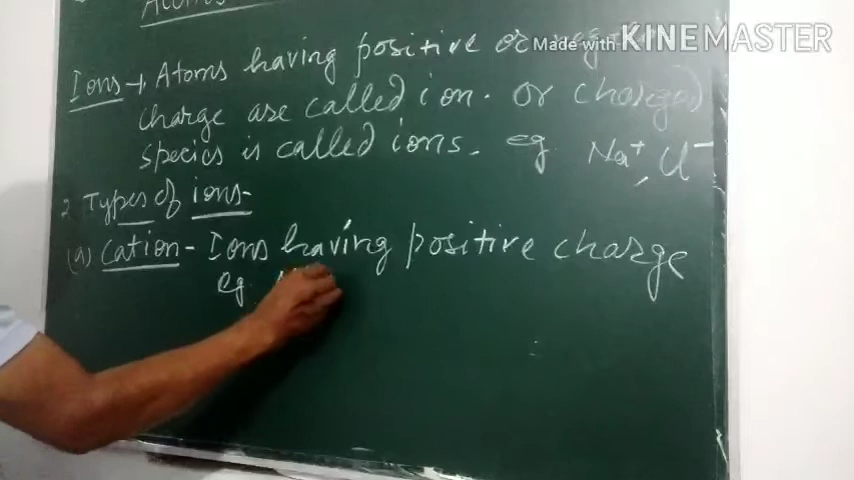 Atoms
Ions → Atoms having positive or
Made with KINEMASTER
charge are called ion. or charged
species is called ions. eg Na⁺, Cl⁻
2 Types of ions-
(a) Cation - Ions having positive charge
eg.